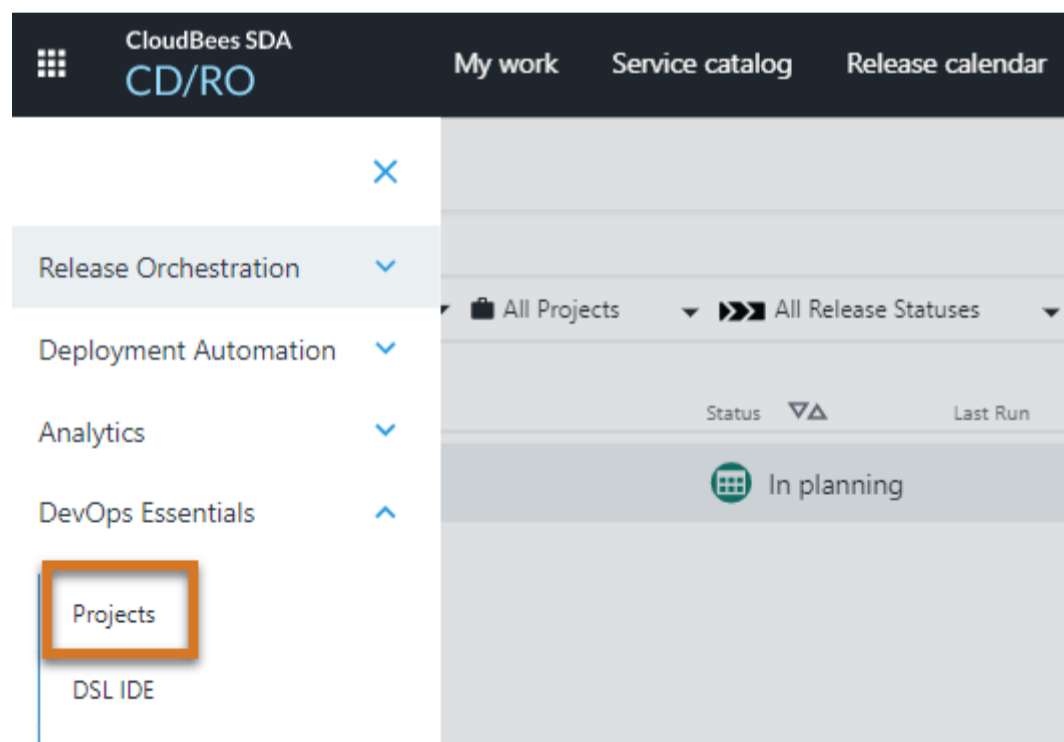 CloudBees SDA
CD/RO
My work
Service catalog
Release calendar
Release Orchestration
Deployment Automation
Analytics
DevOps Essentials
Projects
DSL IDE
All Projects
All Release Statuses
Status
Last Run
In planning